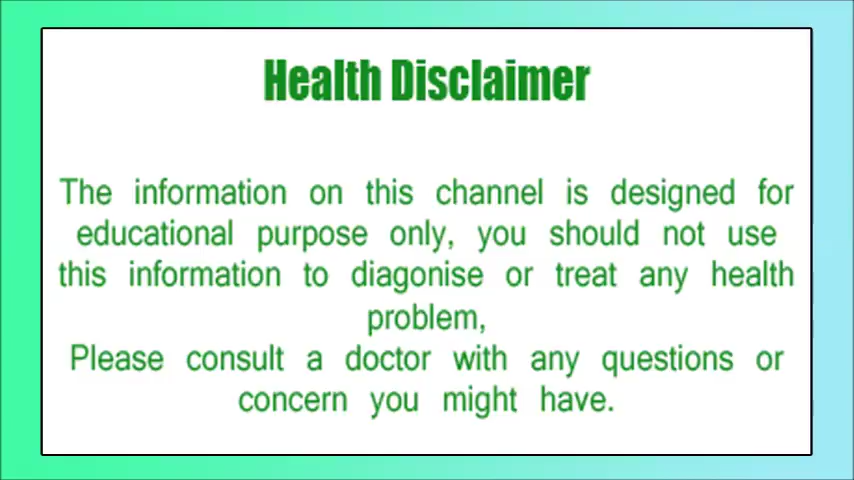 Health Disclaimer
The information on this channel is designed for
educational purpose only, you should not use
this information to diagonise or treat any health
problem,
Please consult a doctor with any questions or
concern you might have.